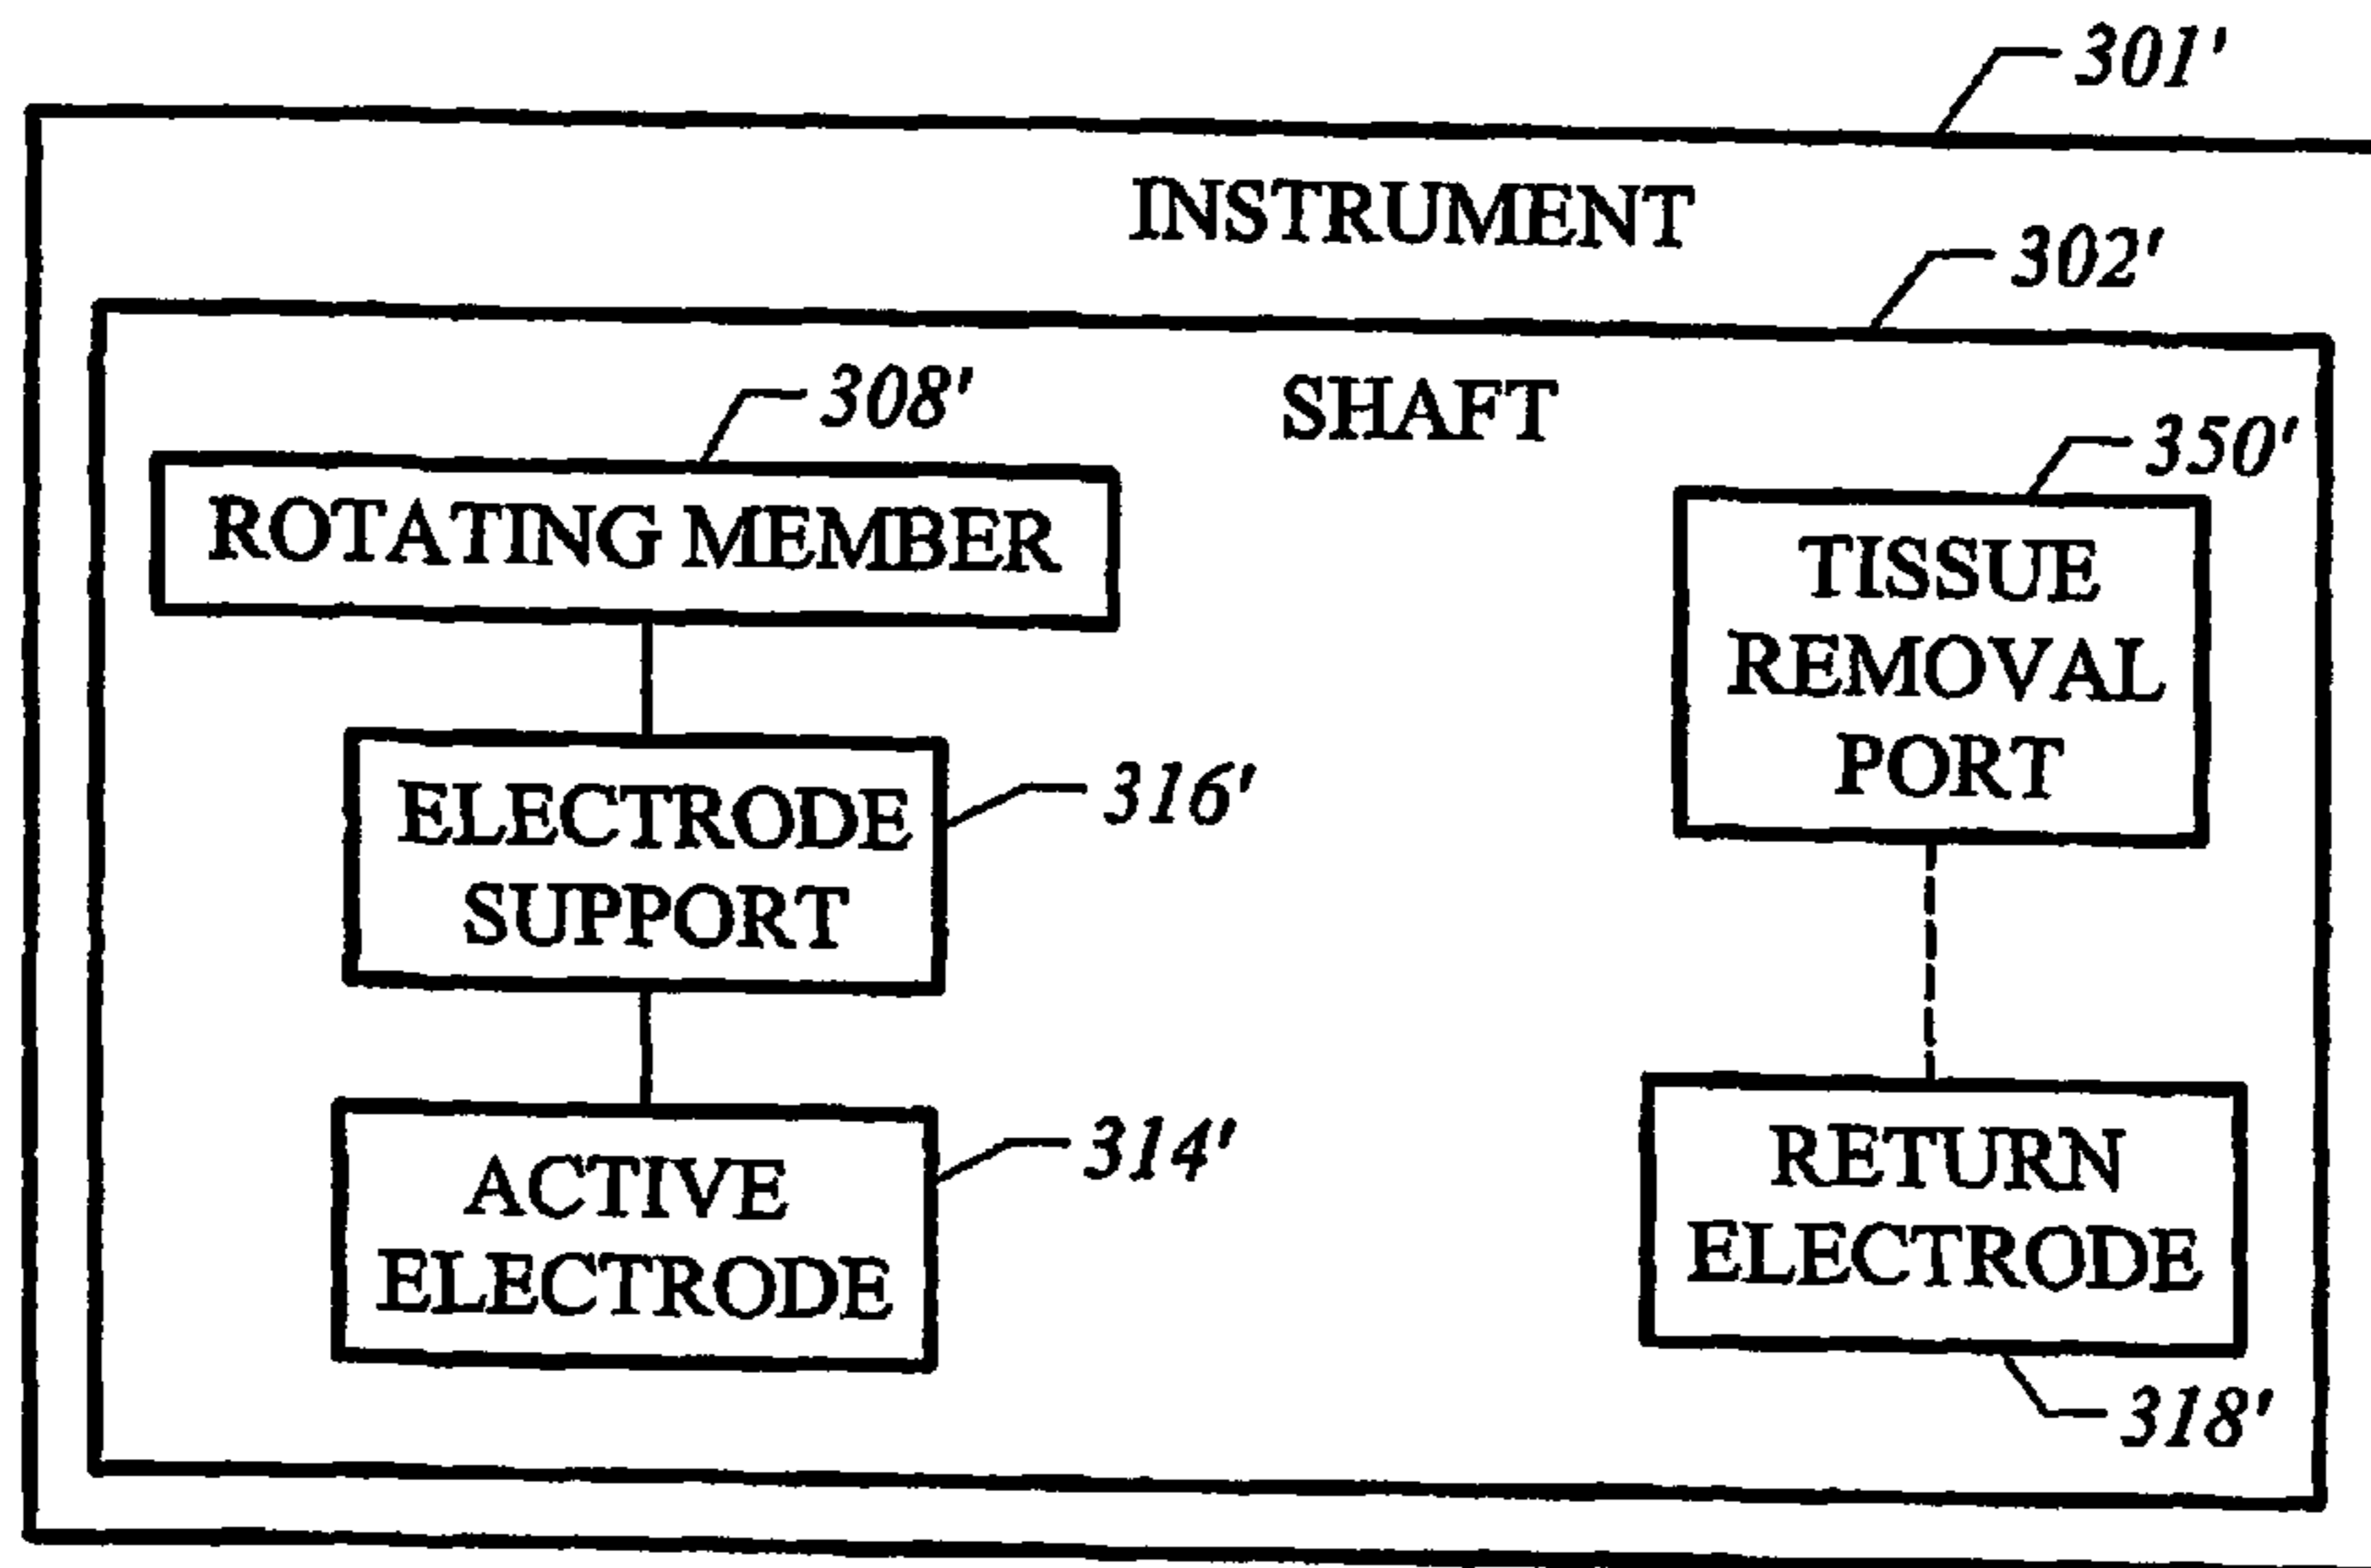 301'
INSTRUMENT
302'
SHAFT
308'
ROTATING MEMBER
350'
TISSUE
REMOVAL
PORT
ELECTRODE
SUPPORT
316'
ACTIVE
ELECTRODE
314'
RETURN
ELECTRODE
318'